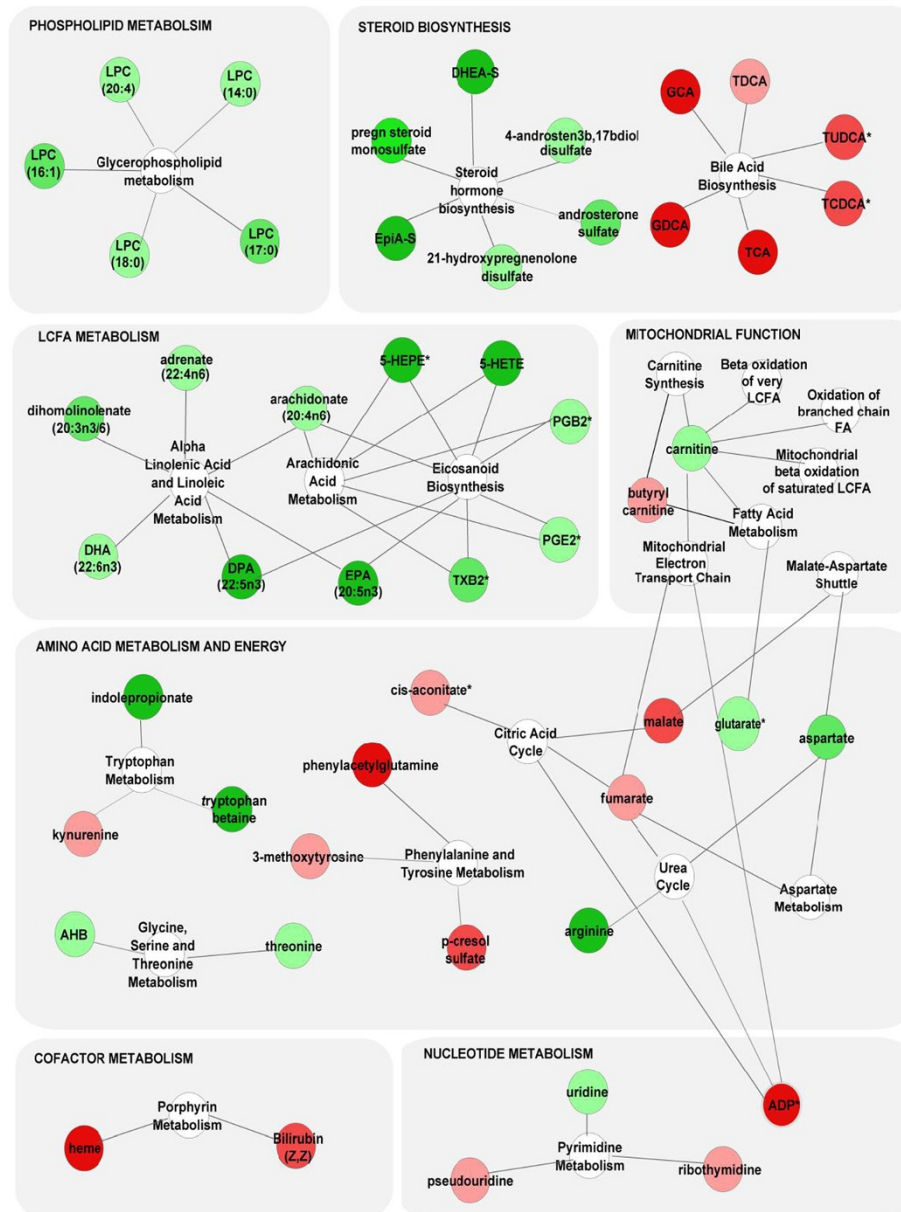 PHOSPHOLIPID METABOLSIM
LPC
(20:4)
LPC
(14:0)
LPC
(16:1)
Glycerophospholipid
metabolism
LPC
(18:0)
LPC
(17:0)
STEROID BIOSYNTHESIS
DHEA-S
pregn steroid
monosulfate
4-androsten3b,17bdiol
disulfate
Steroid
hormone
biosynthesis
EpiA-S
androsterone
sulfate
21-hydroxypregnenolone
disulfate
GCA
TDCA
TUDCA*
Bile Acid
Biosynthesis
TCDCA*
GDCA
TCA
LCFA METABOLISM
adrenate
(22:4n6)
5-HEPE*
5-HETE
dihomolinolenate
(20:3n3/6)
arachidonate
(20:4n6)
PGB2*
Alpha
Linolenic Acid
and Linoleic
Acid
Metabolism
Arachidonic
Acid
Metabolism
Eicosanoid
Biosynthesis
DHA
(22:6n3)
DPA
(22:5n3)
EPA
(20:5n3)
TXB2*
PGE2*
MITOCHONDRIAL FUNCTION
Carnitine
Synthesis
Beta oxidation
of very
LCFA
Oxidation of
branched chain
FA
carnitine
Mitochondrial
beta oxidation
of saturated LCFA
butyryl
carnitine
Fatty Acid
Metabolism
Mitochondrial
Electron
Transport Chain
Malate-Aspartate
Shuttle
AMINO ACID METABOLISM AND ENERGY
indolepropionate
cis-aconitate*
Tryptophan
Metabolism
phenylacetylglutamine
Citric Acid
Cycle
malate
glutarate*
aspartate
kynurenine
tryptophan
betaine
fumarate
3-methoxytyrosine
Phenylalanine and
Tyrosine Metabolism
Urea
Cycle
Aspartate
Metabolism
AHB
Glycine,
Serine and
Threonine
Metabolism
threonine
p-cresol
sulfate
arginine
COFACTOR METABOLISM
Porphyrin
Metabolism
heme
Bilirubin
(Z,Z)
NUCLEOTIDE METABOLISM
uridine
ADP*
Pyrimidine
Metabolism
pseudouridine
ribothymidine